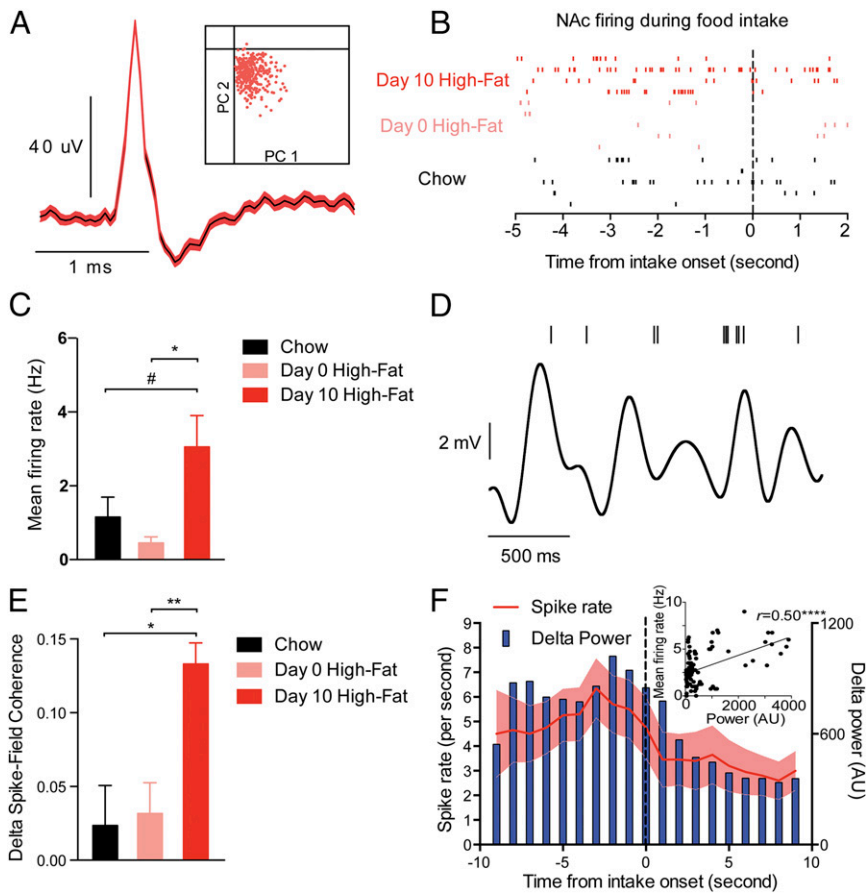 A
40 uV
1 ms
PC 2
PC 1
B
NAc firing during food intake
Day 10 High-Fat
Day 0 High-Fat
Chow
-5 -4 -3 -2 -1 0 1 2
Time from intake onset (second)
C
Mean firing rate (Hz)
6
4
2
0
*
#
Chow
Day 0 High-Fat
Day 10 High-Fat
D
2 mV
500 ms
E
Delta Spike-Field Coherence
0.15
0.10
0.05
0.00
**
*
Chow
Day 0 High-Fat
Day 10 High-Fat
F
Spike rate
Delta Power
Spike rate (per second)
9
8
7
6
5
4
3
2
1
0
-10 -5 0 5 10
Time from intake onset (second)
1200
600
0
Delta power (AU)
Mean firing rate (Hz)
10
5
0
r=0.50****
0 20000 4000
Power (AU)